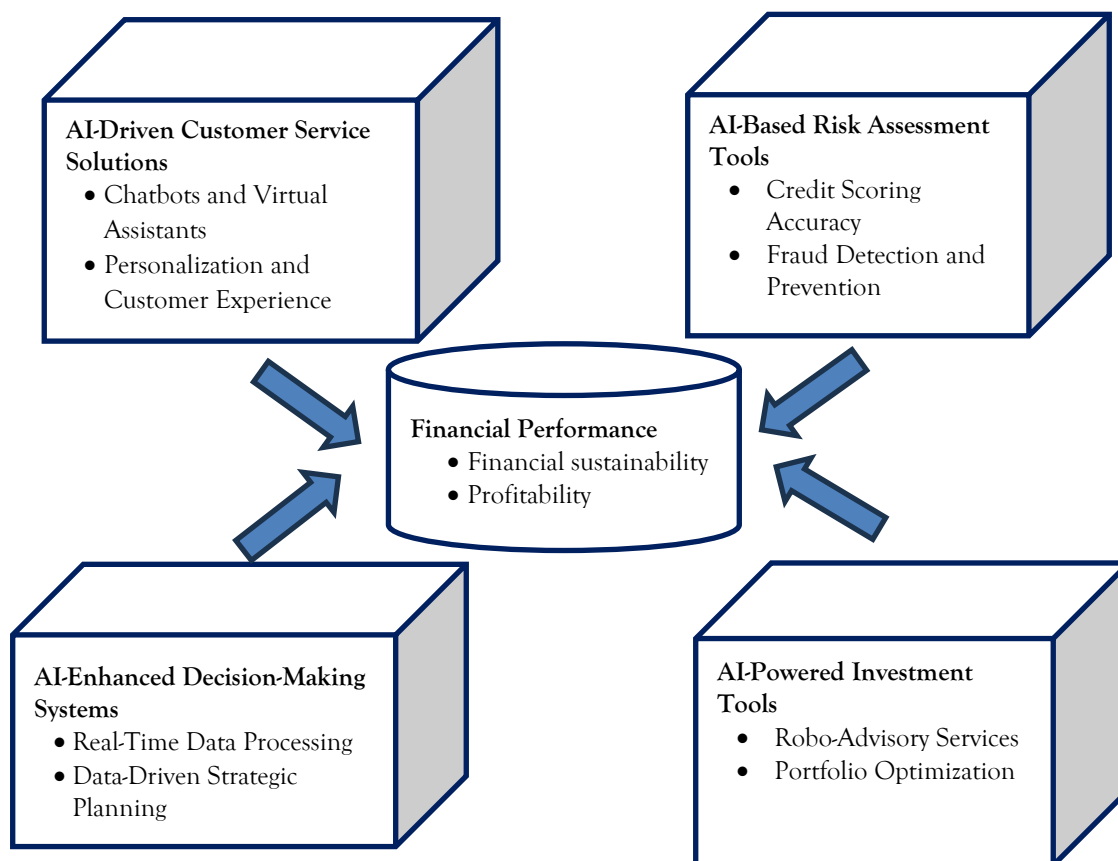 AI-Driven Customer Service
Solutions
• Chatbots and Virtual
Assistants
• Personalization and
Customer Experience
AI-Based Risk Assessment
Tools
• Credit Scoring
Accuracy
• Fraud Detection and
Prevention
Financial Performance
• Financial sustainability
• Profitability
AI-Enhanced Decision-Making
Systems
• Real-Time Data Processing
• Data-Driven Strategic
Planning
AI-Powered Investment
Tools
• Robo-Advisory Services
• Portfolio Optimization